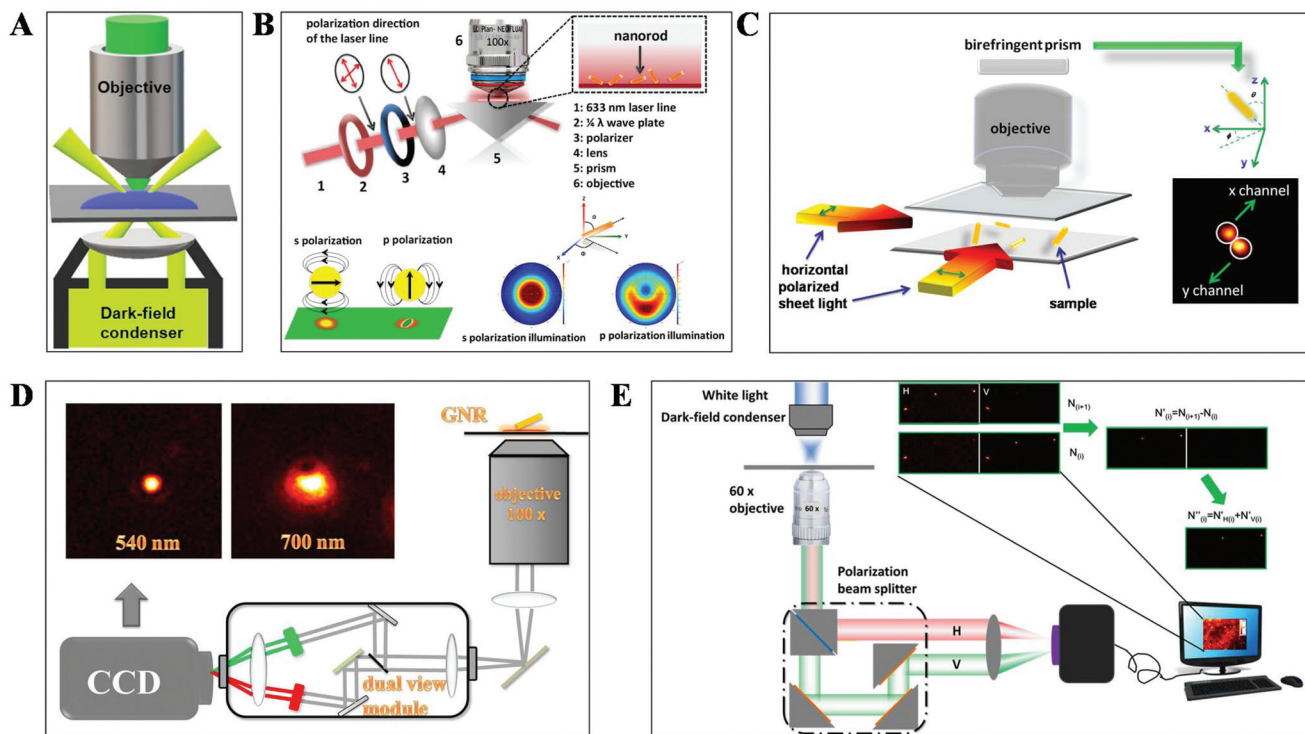 A
Objective
Dark-field
condenser
B
polarization direction
of the laser line
6
100x
nanorod
1: 633 nm laser line
2: ¼ λ wave plate
3: polarizer
4: lens
5: prism
6: objective
1
2
3
4
5
s polarization
p polarization
z
Y
X
s polarization illumination
p polarization illumination
C
birefringent prism
objective
z
θ
x
ϕ
y
x channel
y channel
horizontal
polarized
sheet light
sample
D
540 nm
700 nm
GNR
objective
100 x
CCD
dual view
module
E
White light
Dark-field condenser
60 x
objective
60 x
Polarization
beam splitter
H
V
H
V
N(i+1)
N(i)
N'(i)=N(i+1)-N(i)
N''(i)=N'H(i)+N'V(i)